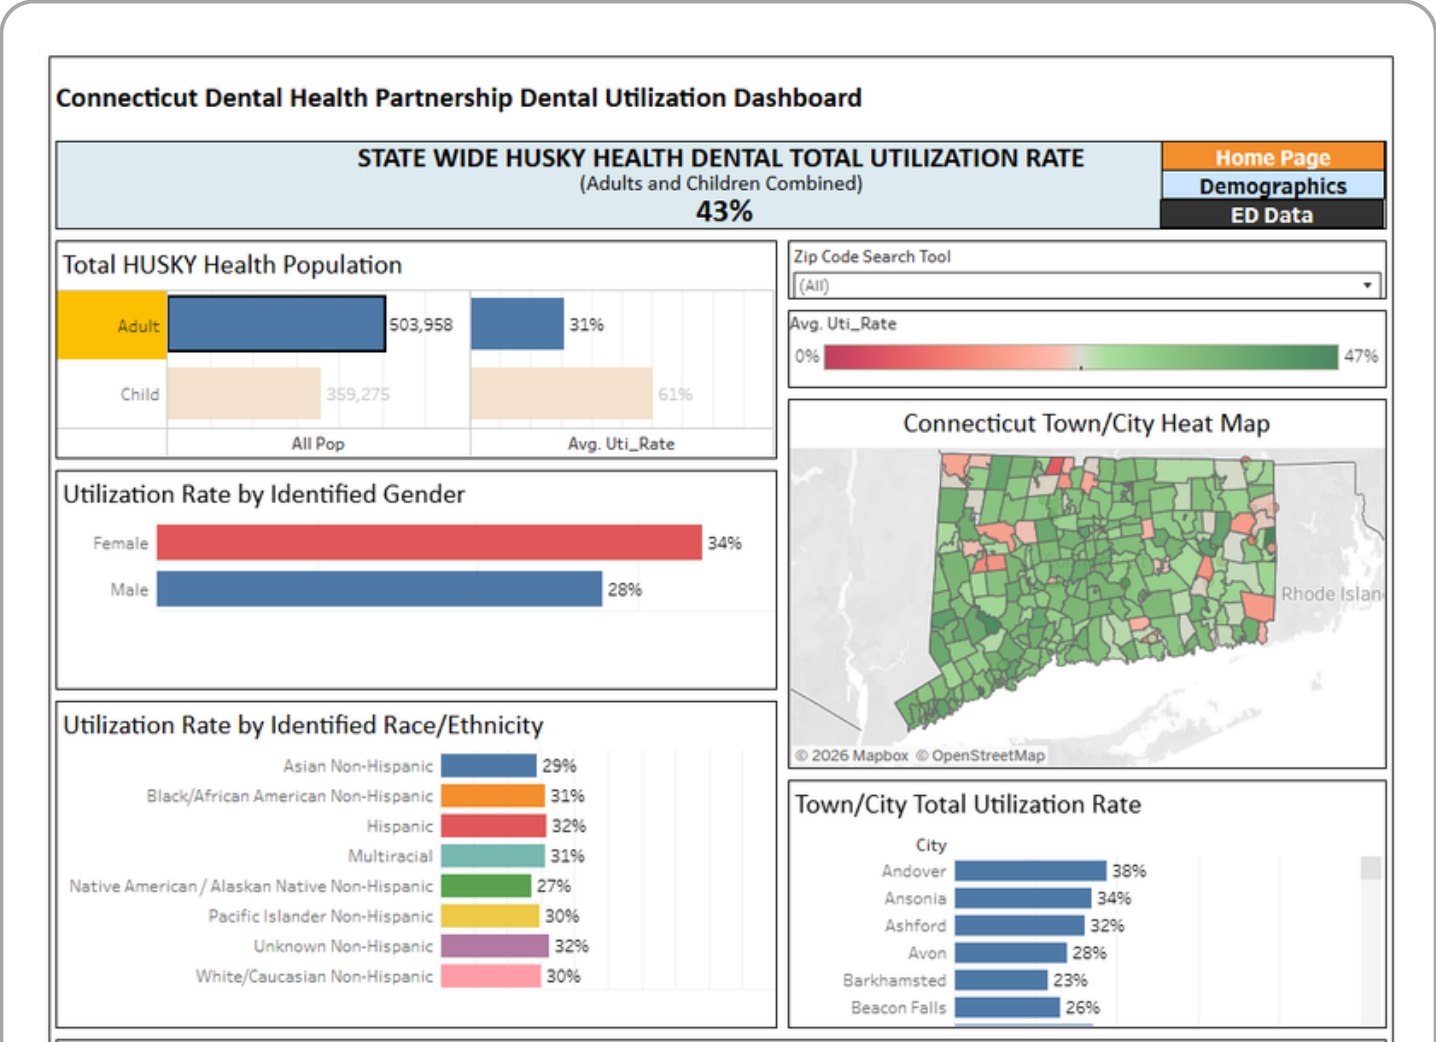 Connecticut Dental Health Partnership Dental Utilization Dashboard
STATE WIDE HUSKY HEALTH DENTAL TOTAL UTILIZATION RATE
(Adults and Children Combined)
43%
Home Page
Demographics
ED Data
Total HUSKY Health Population
Adult 503,958 31%
Child 359,275 61%
All Pop Avg. Uti_Rate
Utilization Rate by Identified Gender
Female 34%
Male 28%
Utilization Rate by Identified Race/Ethnicity
Asian Non-Hispanic 29%
Black/African American Non-Hispanic 31%
Hispanic 32%
Multiracial 31%
Native American / Alaskan Native Non-Hispanic 27%
Pacific Islander Non-Hispanic 30%
Unknown Non-Hispanic 32%
White/Caucasian Non-Hispanic 30%
Zip Code Search Tool
(All)
Avg. Uti_Rate
0% 47%
Connecticut Town/City Heat Map
Rhode Islan
© 2026 Mapbox © OpenStreetMap
Town/City Total Utilization Rate
City
Andover 38%
Ansonia 34%
Ashford 32%
Avon 28%
Barkhamsted 23%
Beacon Falls 26%